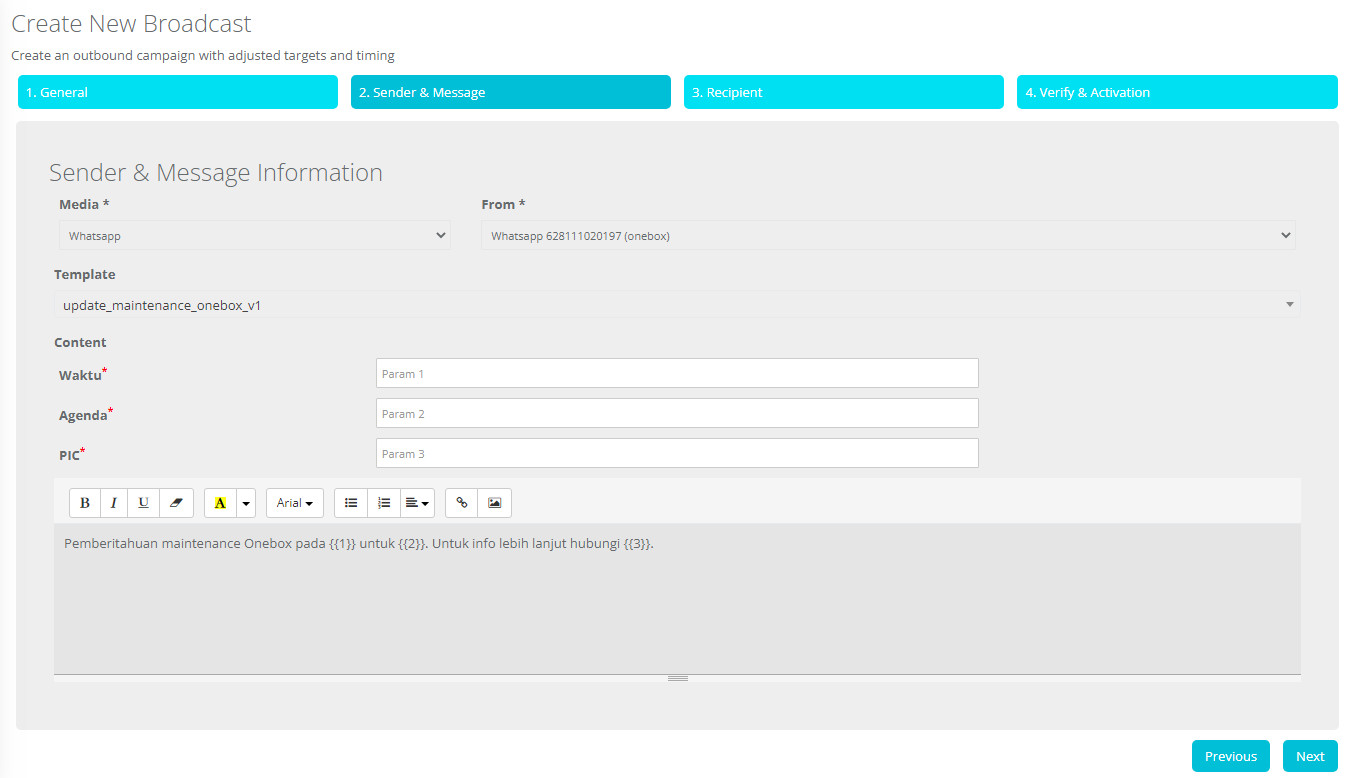 Create New Broadcast
Create an outbound campaign with adjusted targets and timing
1. General
2. Sender & Message
3. Recipient
4. Verify & Activation
Sender & Message Information
Media *
From *
Whatsapp
Whatsapp 628111020197 (onebox)
Template
update_maintenance_onebox_v1
Content
Waktu*
Param 1
Agenda*
Param 2
PIC*
Param 3
B I U A Arial
Pemberitahuan maintenance Onebox pada {{1}} untuk {{2}}. Untuk info lebih lanjut hubungi {{3}}.
Previous
Next